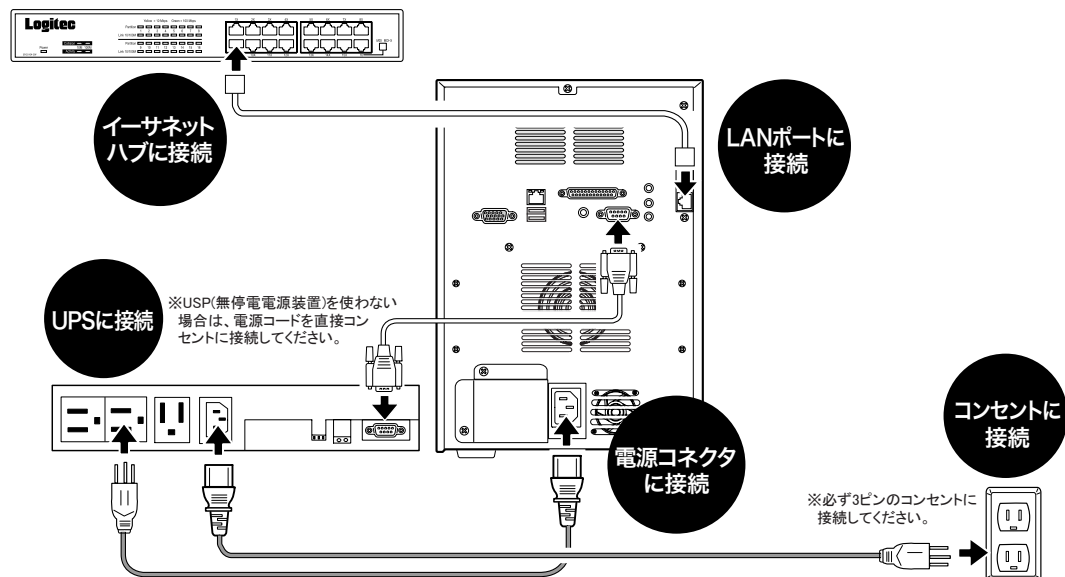 Logitec
Power
イーサネット
ハブに接続
LANポートに
接続
UPSに接続
※USP(無停電電源装置)を使わない
場合は、電源コードを直接コン
セントに接続してください。
電源コネクタ
に接続
コンセントに
接続
※必ず3ピンのコンセントに
接続してください。